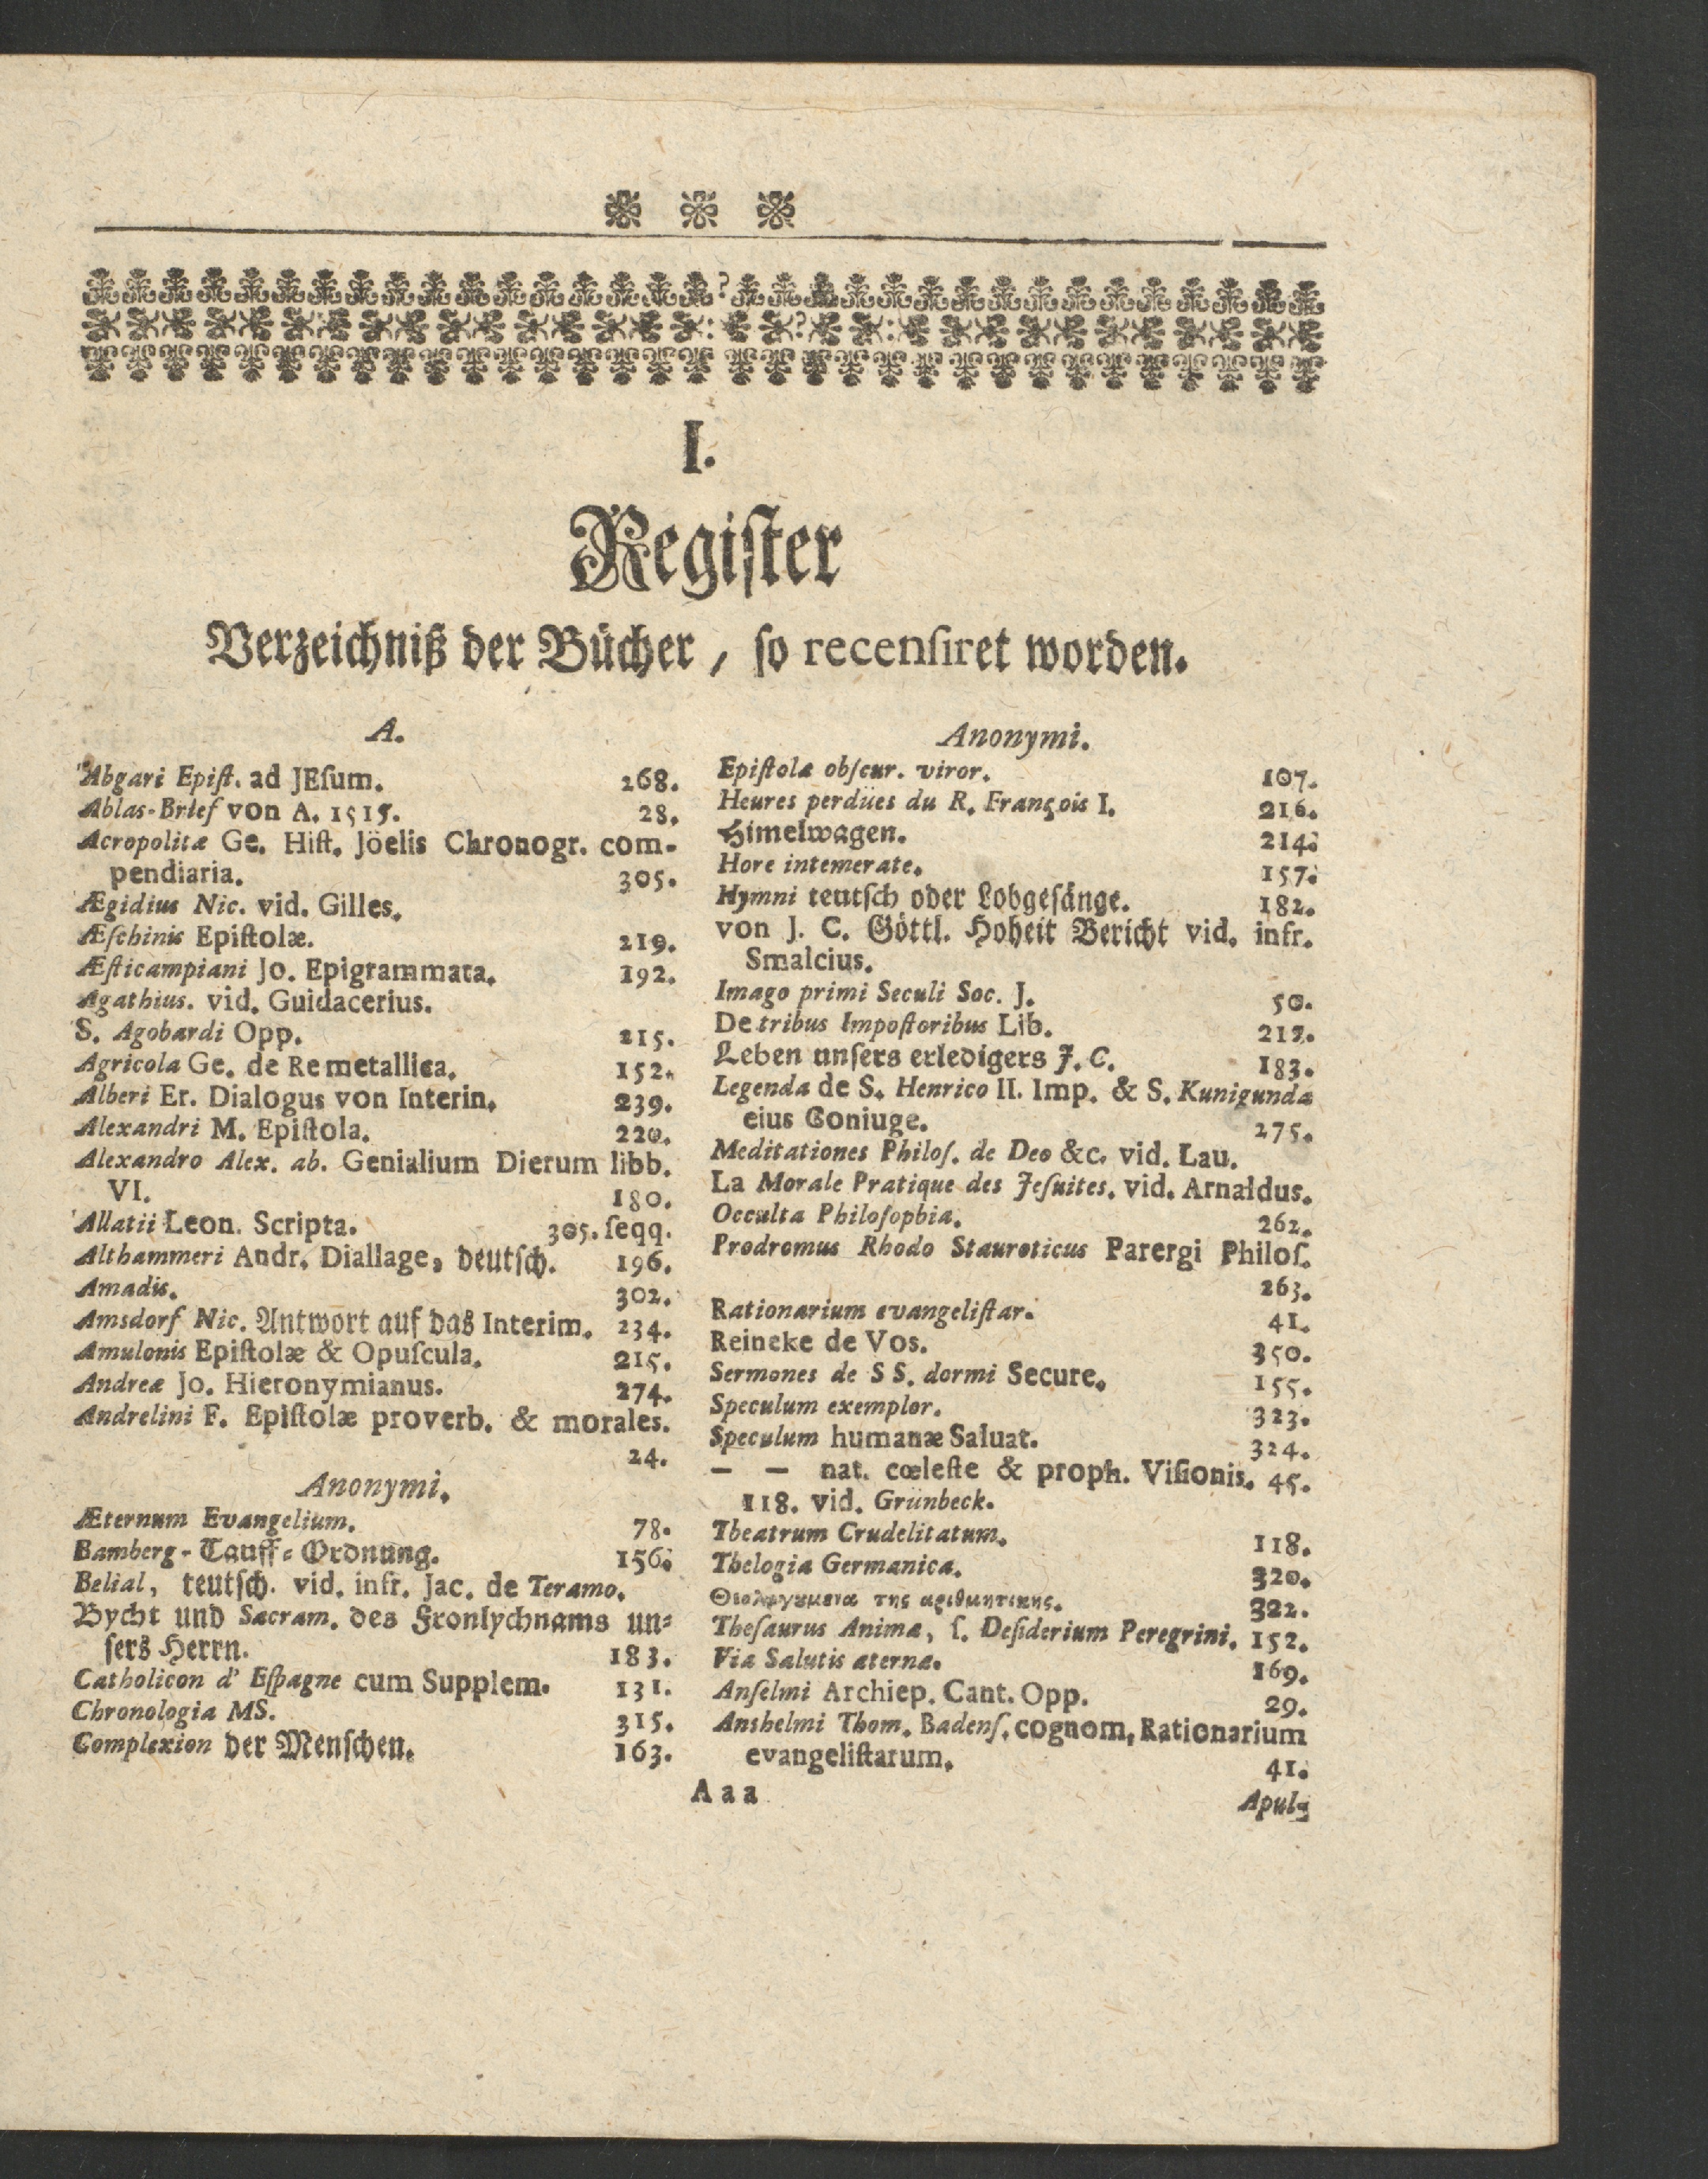 I.
Regiſter
Verzeichniß der Bücher, ſo recenſiret worden.
A.
Abgari Epiſt. ad JEſum. 268.
Ablas-Brief von A. 1515. 28.
Acropolitæ Ge. Hiſt. Jöelis Chronogr. com-
pendiaria. 305.
Ægidius Nic. vid. Gilles.
Æſchinis Epiſtolæ. 219.
Æſticampiani Jo. Epigrammata. 192.
Agathius. vid. Guidacerius.
S. Agobardi Opp. 215.
Agricola Ge. de Re metallica. 152.
Alberi Er. Dialogus von Interin. 239.
Alexandri M. Epiſtola. 220.
Alexandro Alex. ab. Genialium Dierum libb.
VI. 180.
Allatii Leon. Scripta. 305. ſeqq.
Althammeri Andr. Diallage, deutſch. 196.
Amadis. 302.
Amsdorf Nic. Antwort auf das Interim. 234.
Amulonis Epiſtolæ & Opuſcula. 215.
Andreæ Jo. Hieronymianus. 274.
Andrelini F. Epiſtolæ proverb. & morales.
24.
Anonymi.
Æternum Evangelium. 78.
Bamberg-Tauff-Ordnung. 156.
Belial, teutſch. vid. infr. Jac. de Teramo.
Bycht und Sacram. des Fronlychnams un-
ſers Herrn. 183.
Catholicon d' Eſpagne cum Supplem. 131.
Chronologia MS. 315.
Complexion der Menſchen. 163.
Anonymi.
Epiſtolæ obſcur. viror. 107.
Heures perdües du R. François I. 216.
Himelwagen. 214.
Hore intemerate. 157.
Hymni teutſch oder Lobgeſänge. 182.
von J. C. Göttl. Hoheit Bericht vid. infr.
Smalcius.
Imago primi Seculi Soc. J. 50.
De tribus Impoſtoribus Lib. 217.
Leben unſers erledigers J. C. 183.
Legenda de S. Henrico II. Imp. & S. Kunigunda
eius Coniuge. 275.
Meditationes Philoſ. de Deo &c. vid. Lau.
La Morale Pratique des Jeſuites. vid. Arnaldus.
Occulta Philoſophia. 262.
Prodromus Rhodo Stauroticus Parergi Philoſ.
263.
Rationarium evangeliſtar. 41.
Reineke de Vos. 350.
Sermones de S S. dormi Secure. 155.
Speculum exemplor. 323.
Speculum humanæ Saluat. 324.
— — nat. cœleſte & proph. Viſionis. 45.
118. vid. Grünbeck.
Theatrum Crudelitatum. 118.
Thelogia Germanica. 320.
της αριθμητικης. 322.
Theſaurus Animæ, ſ. Deſiderium Peregrini. 152.
Via Salutis æternæ. 169.
Anſelmi Archiep. Cant. Opp. 29.
Anshelmi Thom. Badenſ. cognom, Rationarium
evangeliſtarum. 41.
A a a
Apul-